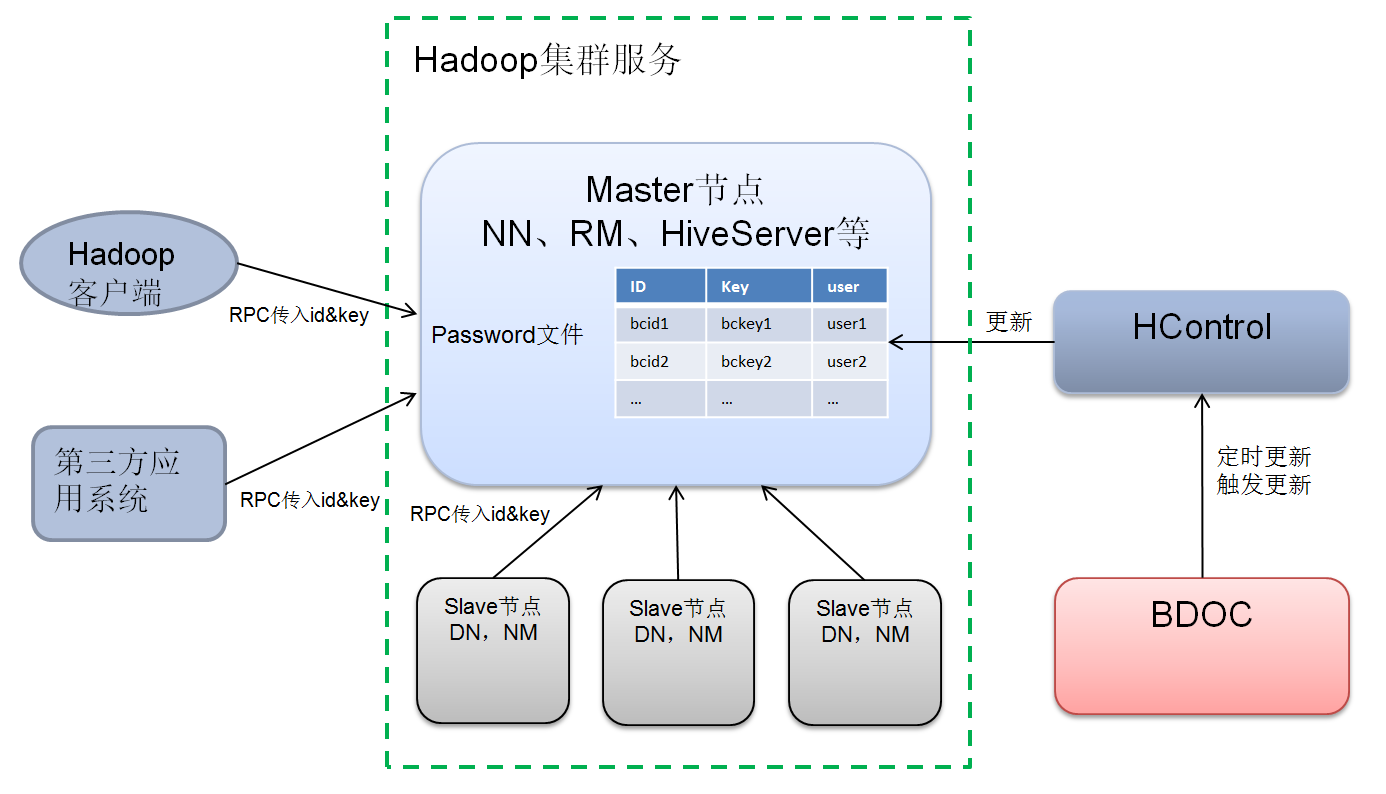 Hadoop集群服务
Master节点
NN、RM、HiveServer等
Password文件
ID Key user
bcid1 bckey1 user1
bcid2 bckey2 user2
... ... ...
Hadoop
客户端
RPC传入id&key
第三方应
用系统
RPC传入id&key
RPC传入id&key
Slave节点
DN，NM
Slave节点
DN，NM
Slave节点
DN，NM
更新
HControl
定时更新
触发更新
BDOC